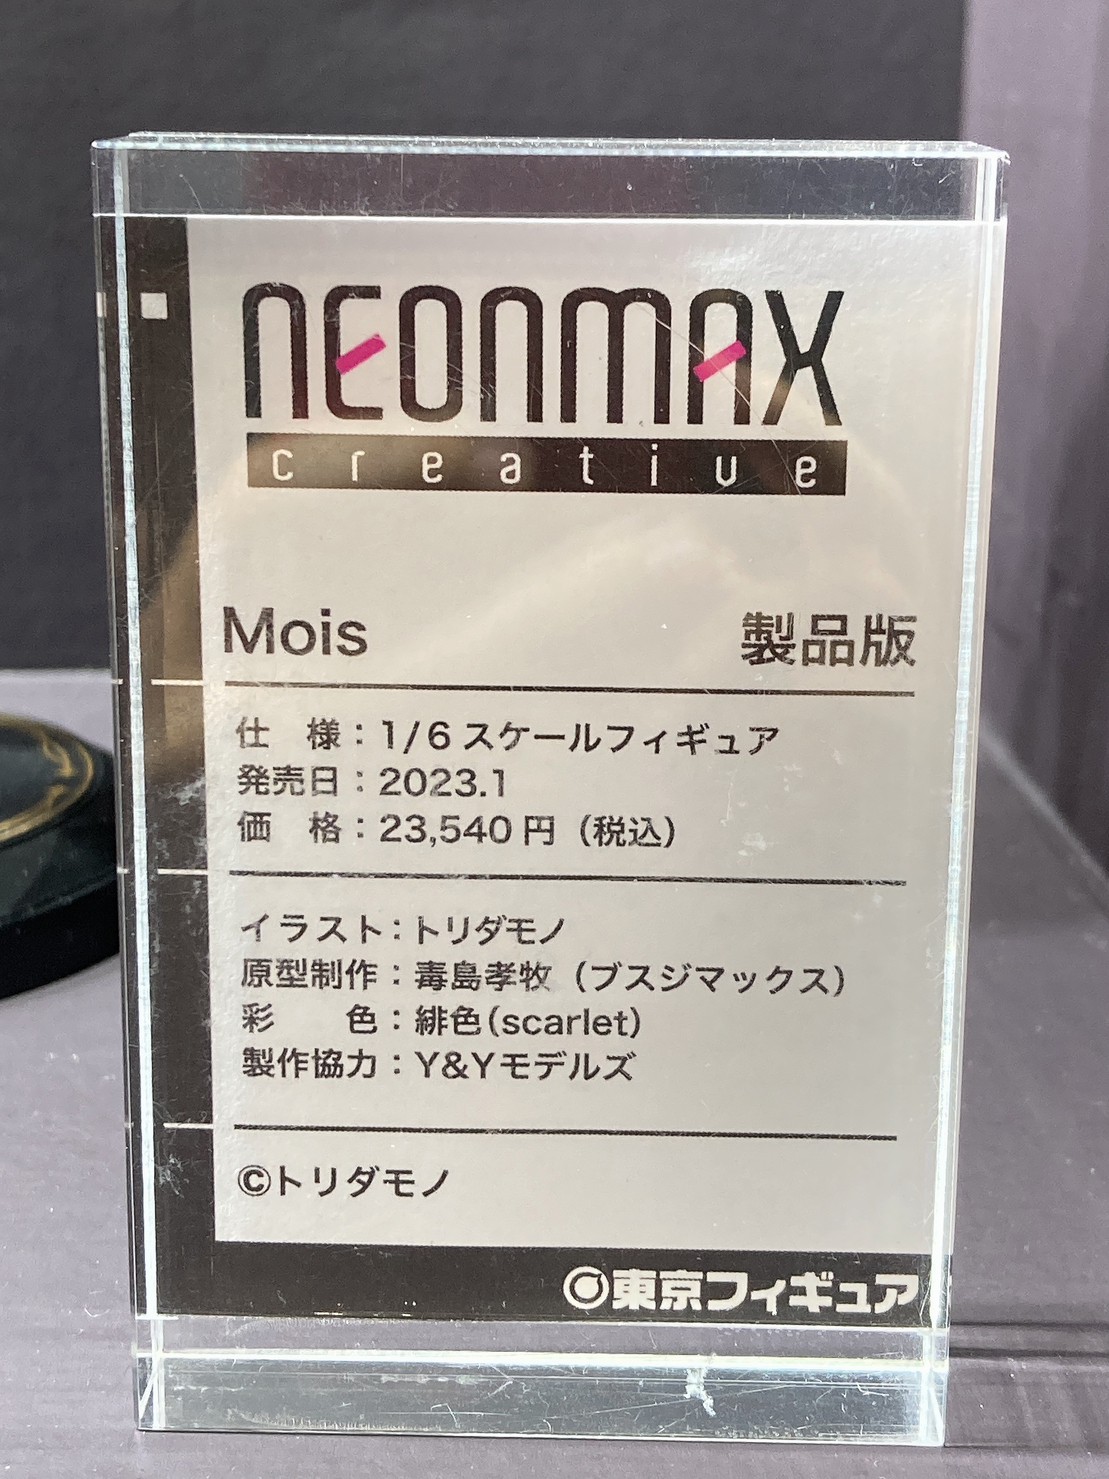 NEONMAX
creative
Mois 製品版
仕　様：1/6 スケールフィギュア
発売日：2023.1
価　格：23,540 円（税込）
イラスト：トリダモノ
原型制作：毒島孝牧（ブスジマックス）
彩　　色：緋色(scarlet)
製作協力：Y&Yモデルズ
©トリダモノ
東京フィギュア